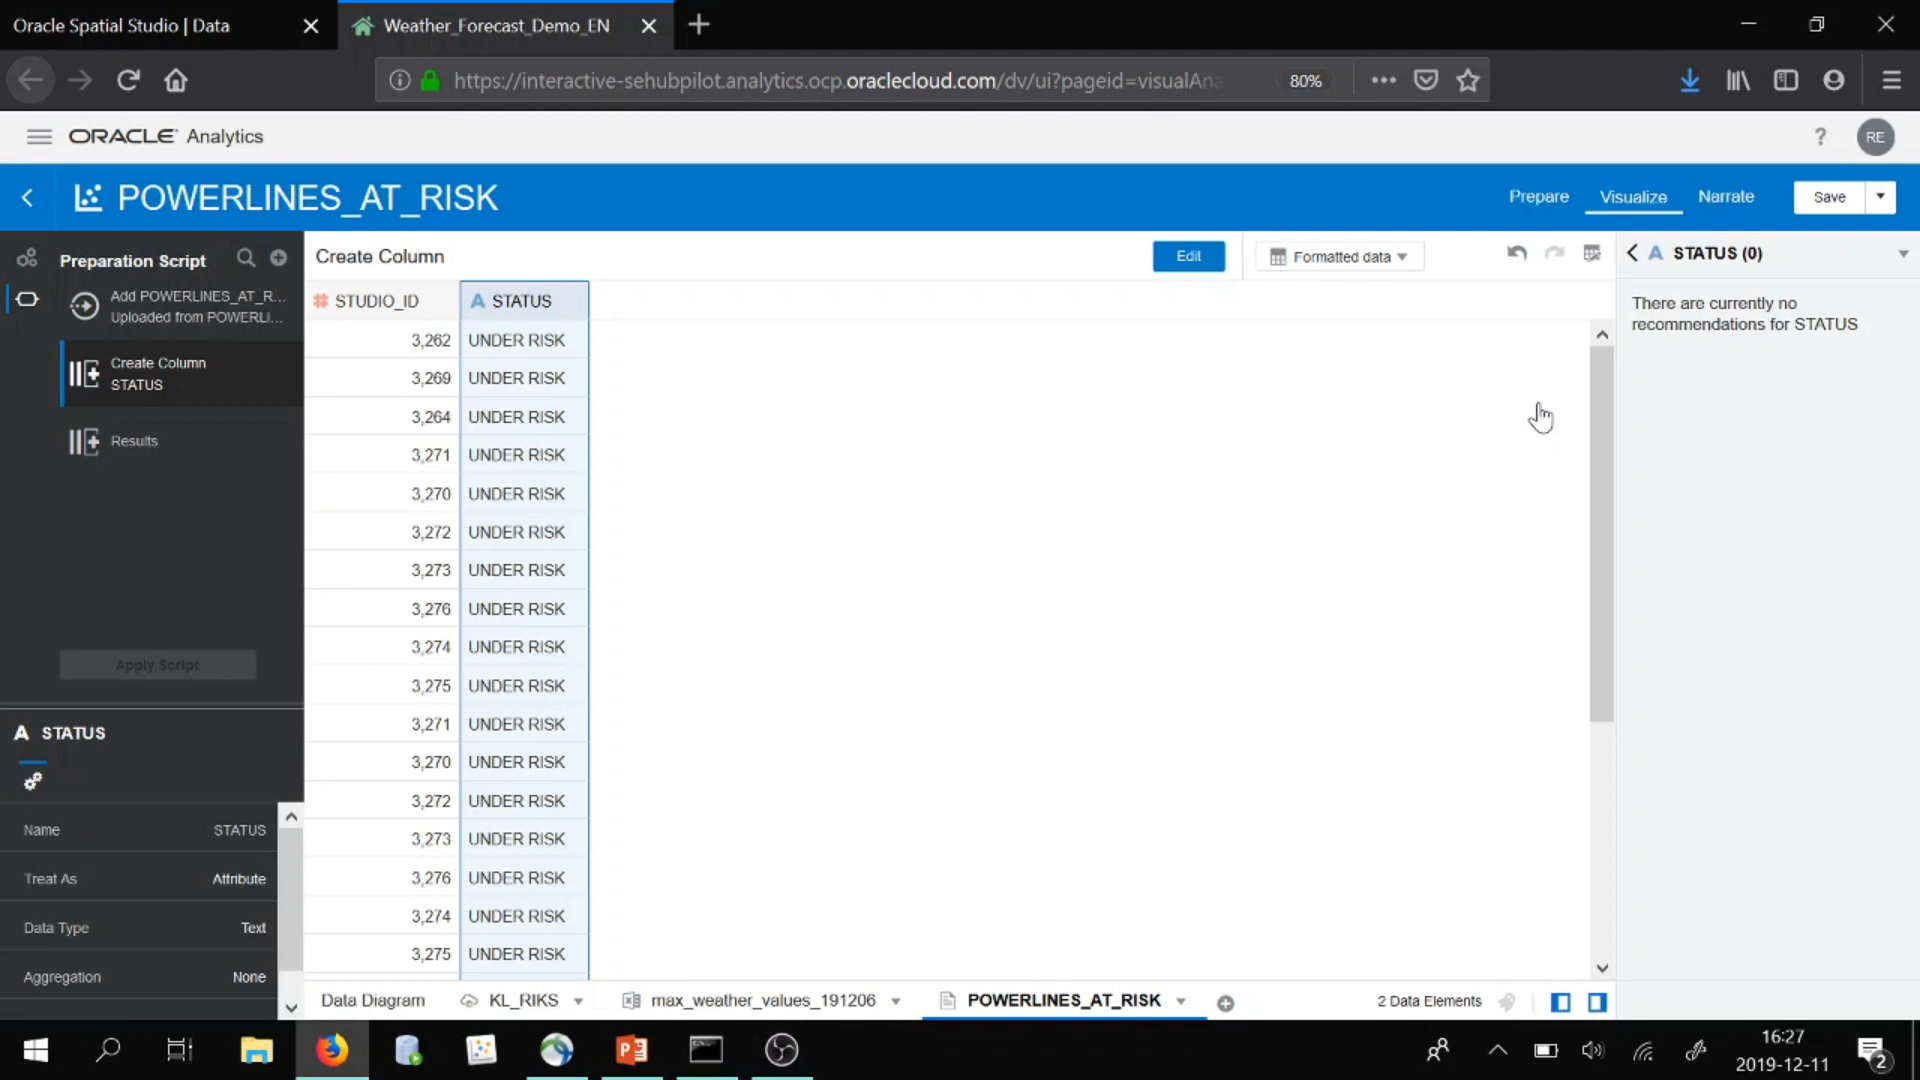 Oracle Spatial Studio | Data
Weather_Forecast_Demo_EN
https://interactive-sehubpilot.analytics.ocp.oraclecloud.com/dv/ui?pageid=visualAna
80%
ORACLE Analytics
?
RE
POWERLINES_AT_RISK
Prepare
Visualize
Narrate
Save
Preparation Script
Add POWERLINES_AT_R...
Uploaded from POWERLI...
Create Column
STATUS
Results
Apply Script
A STATUS
Name STATUS
Treat As Attribute
Data Type Text
Aggregation None
Create Column
Edit
Formatted data
# STUDIO_ID A STATUS
3,262 UNDER RISK
3,269 UNDER RISK
3,264 UNDER RISK
3,271 UNDER RISK
3,270 UNDER RISK
3,272 UNDER RISK
3,273 UNDER RISK
3,276 UNDER RISK
3,274 UNDER RISK
3,275 UNDER RISK
3,271 UNDER RISK
3,270 UNDER RISK
3,272 UNDER RISK
3,273 UNDER RISK
3,276 UNDER RISK
3,274 UNDER RISK
3,275 UNDER RISK
A STATUS (0)
There are currently no
recommendations for STATUS
Data Diagram
KL_RIKS
max_weather_values_191206
POWERLINES_AT_RISK
2 Data Elements
16:27
2019-12-11
2